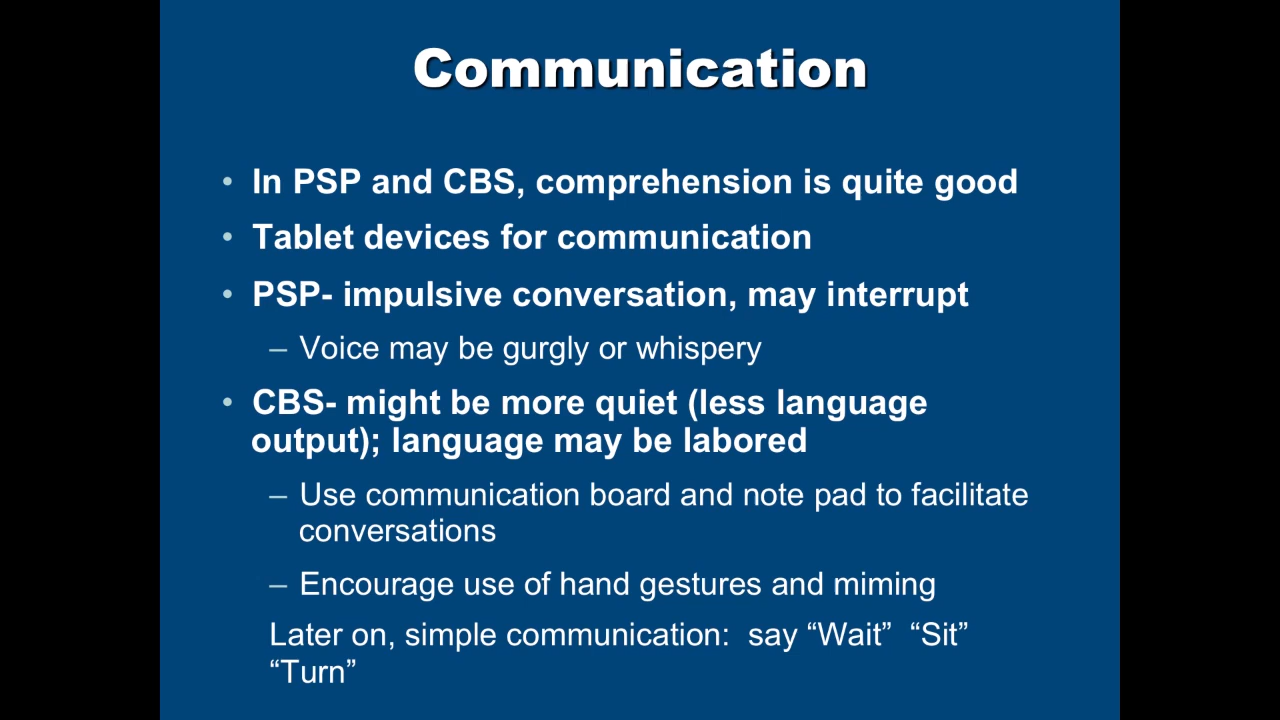 Communication
• In PSP and CBS, comprehension is quite good
• Tablet devices for communication
• PSP- impulsive conversation, may interrupt
– Voice may be gurgly or whispery
• CBS- might be more quiet (less language
output); language may be labored
– Use communication board and note pad to facilitate
conversations
– Encourage use of hand gestures and miming
Later on, simple communication:  say “Wait”  “Sit”
“Turn”